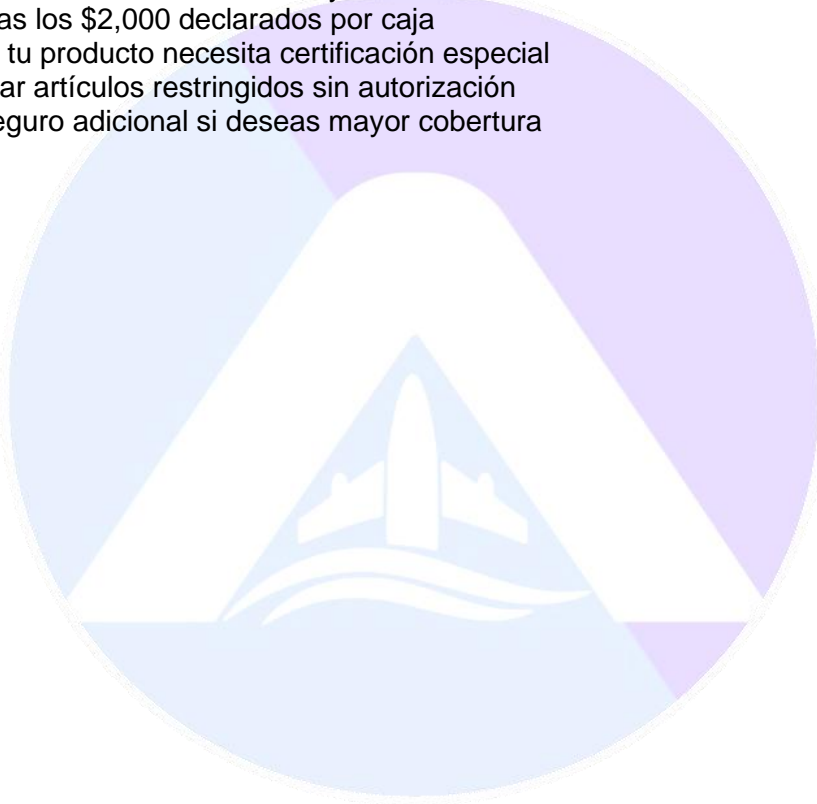 as los $2,000 declarados por caja
tu producto necesita certificación especial
ar artículos restringidos sin autorización
eguro adicional si deseas mayor cobertura